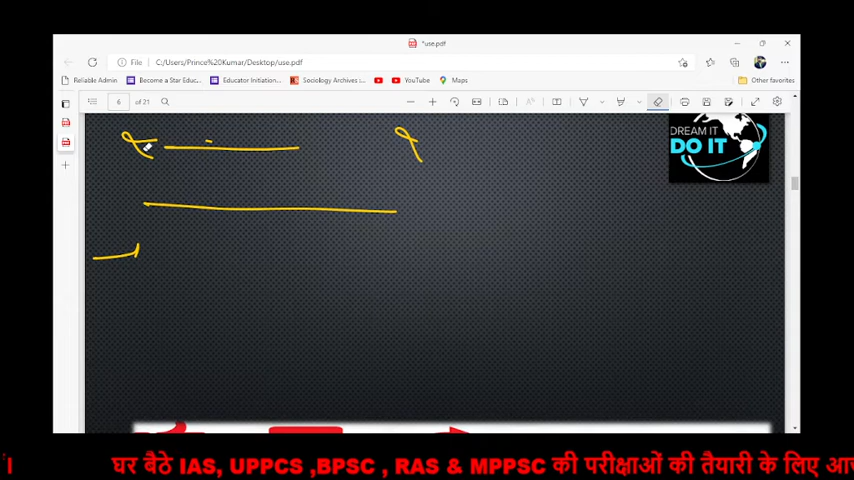 *use.pdf
File C:/Users/Prince%20Kumar/Desktop/use.pdf
Reliable Admin Become a Star Educ... Educator Initiation... Sociology Archives :... YouTube Maps Other favorites
6 of 21
DREAM IT
DO IT
घर बैठे IAS, UPPCS ,BPSC , RAS & MPPSC की परीक्षाओं की तैयारी के लिए आज